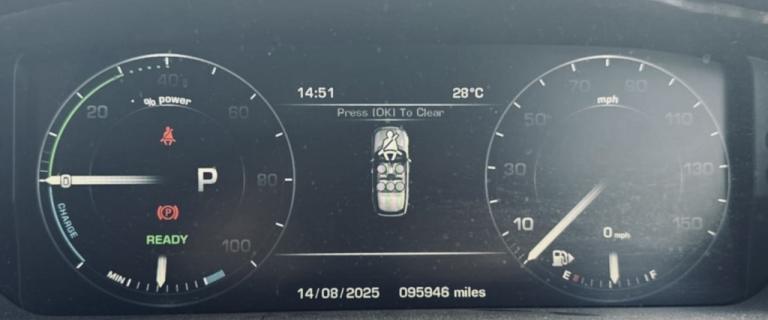 14:51 28°C
Press [OK] To Clear
% power
20 40 60 80 100
0
P
P
READY
CHARGE
MIN
mph
10 30 50 70 90 110 130 150
0 mph
E F
14/08/2025 095946 miles